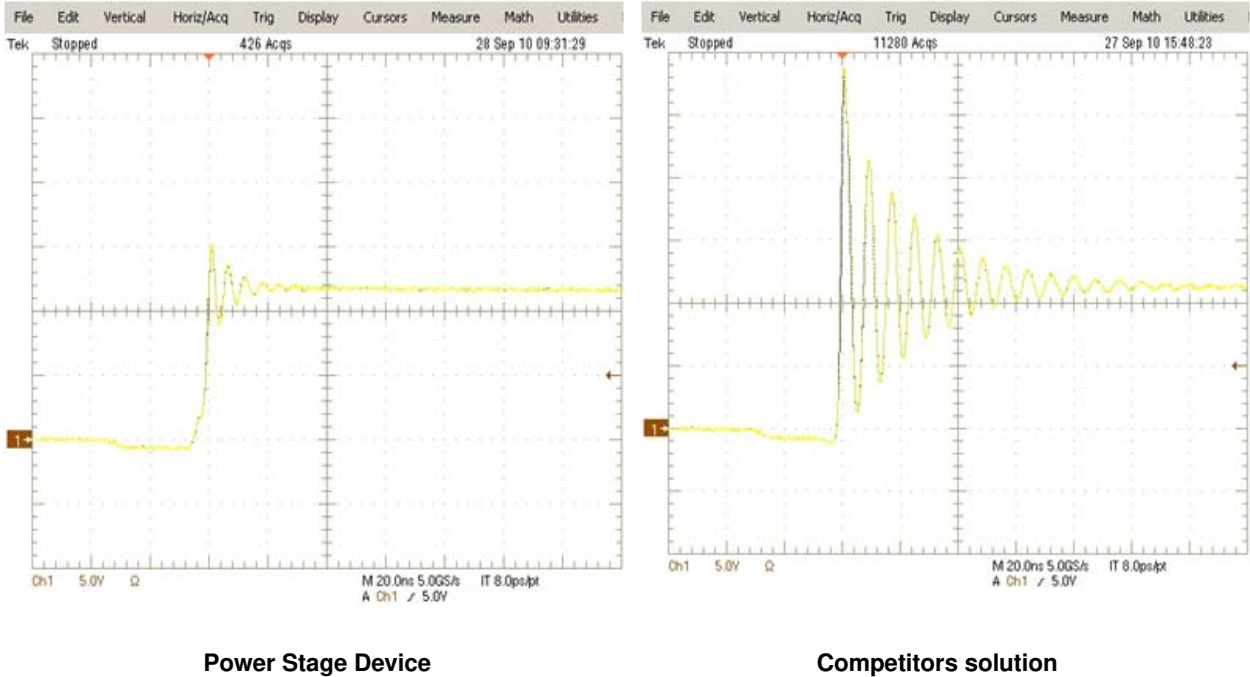 File Edit Vertical Horiz/Acq Trig Display Cursors Measure Math Utilities
Tek Stopped 426 Acqs 28 Sep 10 09:31:29
1
Ch1 5.0V Ω
M 20.0ns 5.0GS/s IT 8.0ps/pt
A Ch1 / 5.0V
Power Stage Device
File Edit Vertical Horiz/Acq Trig Display Cursors Measure Math Utilities
Tek Stopped 11280 Acqs 27 Sep 10 15:48:23
1
Ch1 5.0V Ω
M 20.0ns 5.0GS/s IT 8.0ps/pt
A Ch1 / 5.0V
Competitors solution